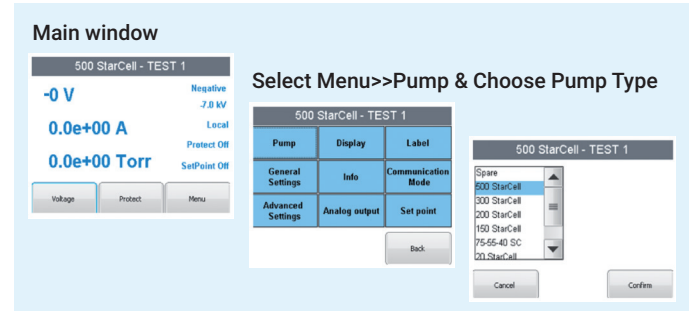 Main window
500 StarCell - TEST 1
-0 V
Negative
-7.0 kV
0.0e+00 A
Local
Protect Off
0.0e+00 Torr
SetPoint Off
Voltage Protect Menu
Select Menu>>Pump & Choose Pump Type
500 StarCell - TEST 1
Pump Display Label
General Settings Info Communication Mode
Advanced Settings Analog output Set point
Back
500 StarCell - TEST 1
Spare
500 StarCell
300 StarCell
200 StarCell
150 StarCell
75-55-40 SC
20 StarCell
Cancel Confirm